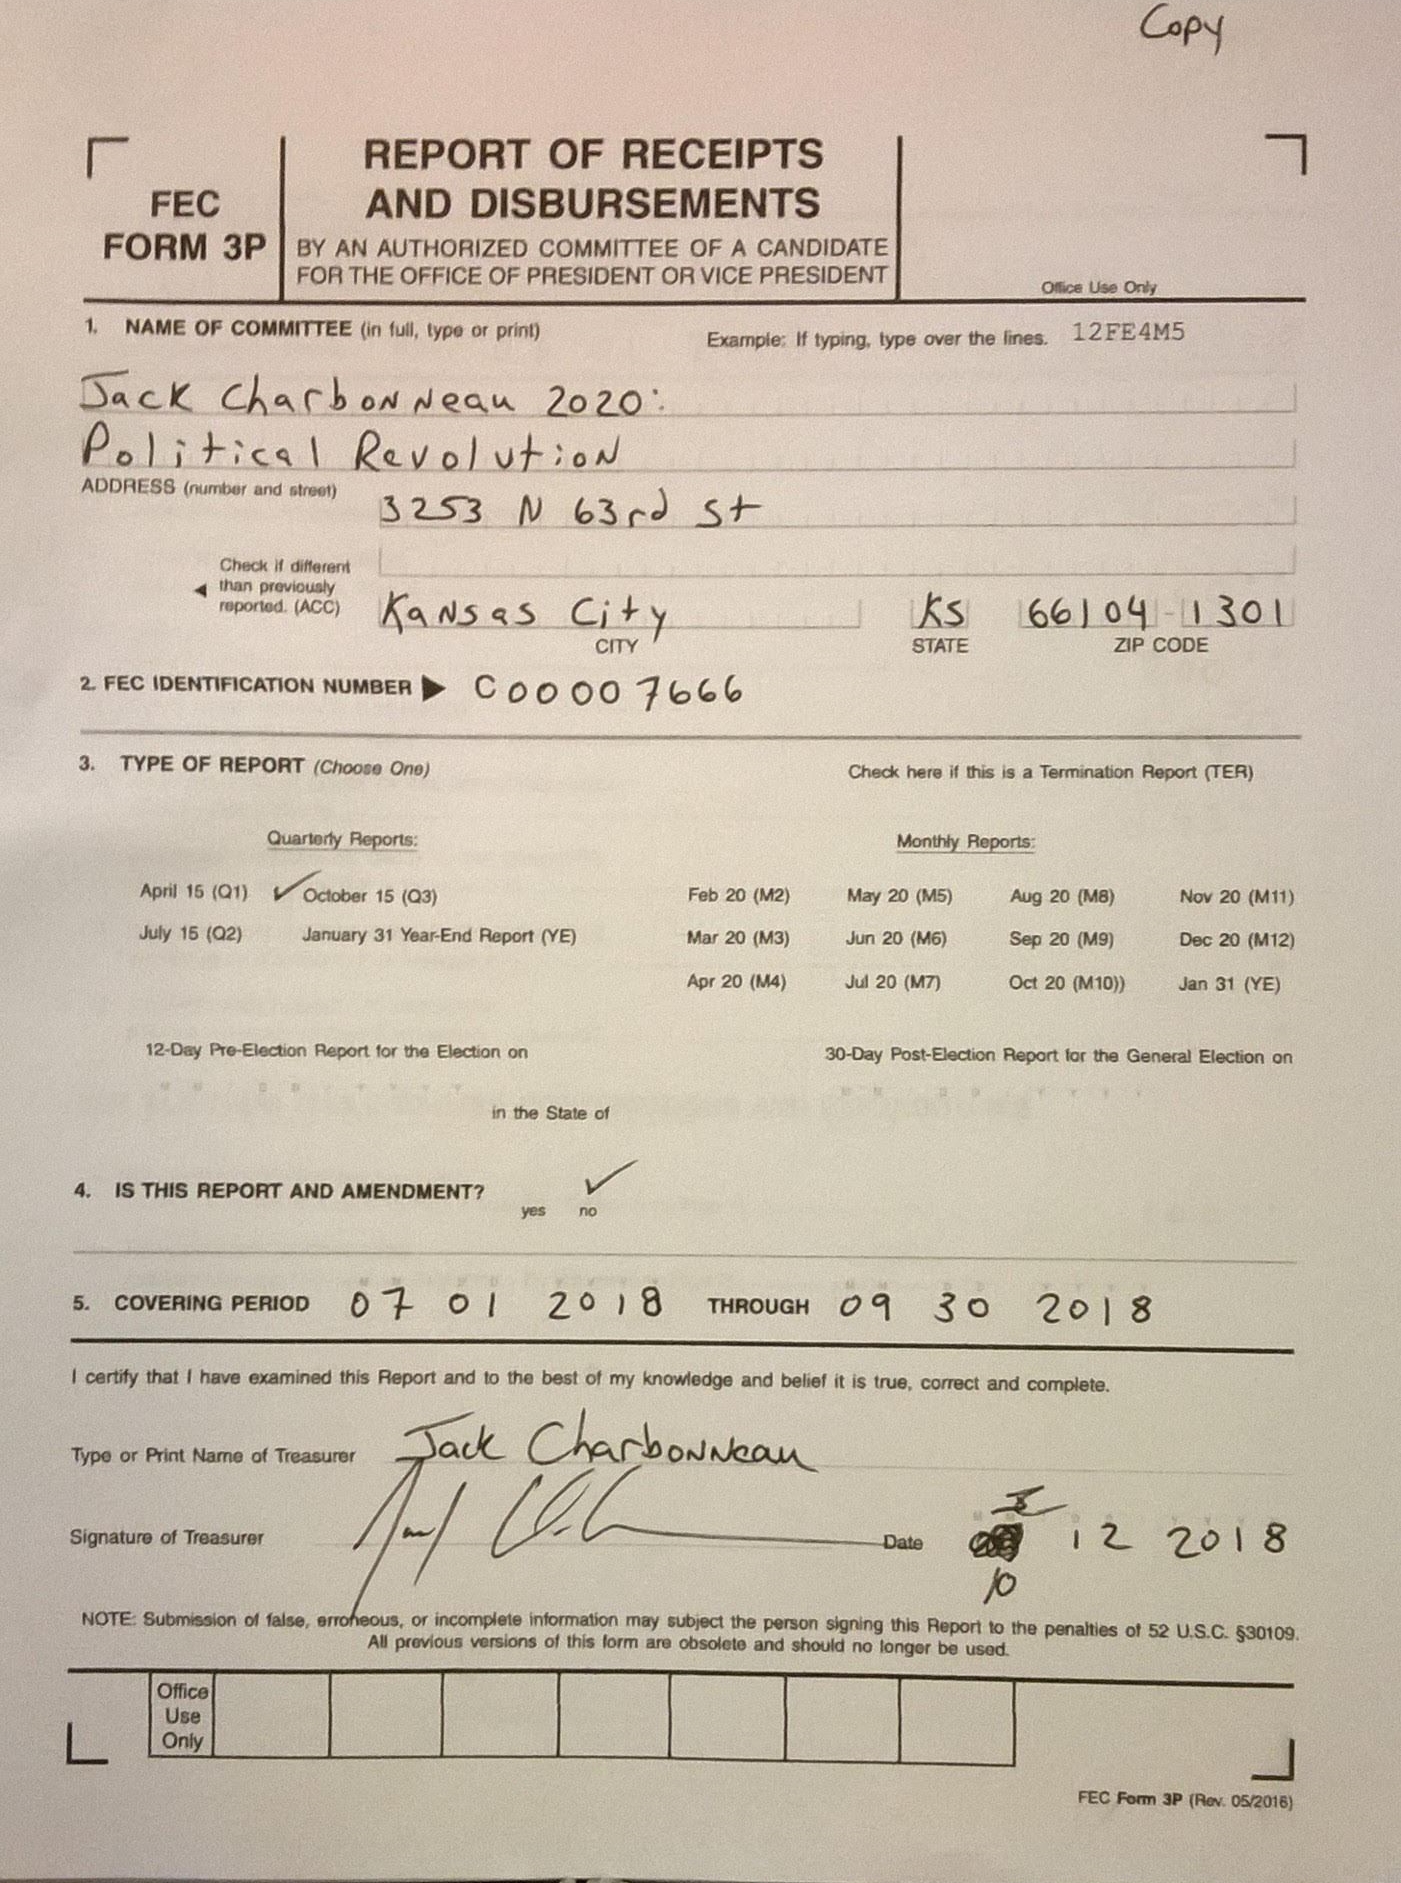 Copy
FEC
FORM 3P
REPORT OF RECEIPTS
AND DISBURSEMENTS
BY AN AUTHORIZED COMMITTEE OF A CANDIDATE
FOR THE OFFICE OF PRESIDENT OR VICE PRESIDENT
Office Use Only
1. NAME OF COMMITTEE (in full, type or print)
Example: If typing, type over the lines. 12FE4M5
Jack Charbonneau 2020:
Political Revolution
ADDRESS (number and street)
3253 N 63rd St
Check if different
than previously
reported. (ACC)
Kansas City KS 66104-1301
CITY STATE ZIP CODE
2. FEC IDENTIFICATION NUMBER ▶ C00007666
3. TYPE OF REPORT (Choose One)
Check here if this is a Termination Report (TER)
Quarterly Reports:
April 15 (Q1) ✓ October 15 (Q3)
July 15 (Q2) January 31 Year-End Report (YE)
Monthly Reports:
Feb 20 (M2) May 20 (M5) Aug 20 (M8) Nov 20 (M11)
Mar 20 (M3) Jun 20 (M6) Sep 20 (M9) Dec 20 (M12)
Apr 20 (M4) Jul 20 (M7) Oct 20 (M10)) Jan 31 (YE)
12-Day Pre-Election Report for the Election on
in the State of
30-Day Post-Election Report for the General Election on
4. IS THIS REPORT AND AMENDMENT? ✓
yes no
5. COVERING PERIOD 07 01 2018 THROUGH 09 30 2018
I certify that I have examined this Report and to the best of my knowledge and belief it is true, correct and complete.
Type or Print Name of Treasurer Jack Charbonneau
Signature of Treasurer
Date 10 12 2018
NOTE: Submission of false, erroneous, or incomplete information may subject the person signing this Report to the penalties of 52 U.S.C. §30109.
All previous versions of this form are obsolete and should no longer be used.
Office
Use
Only
FEC Form 3P (Rev. 05/2016)